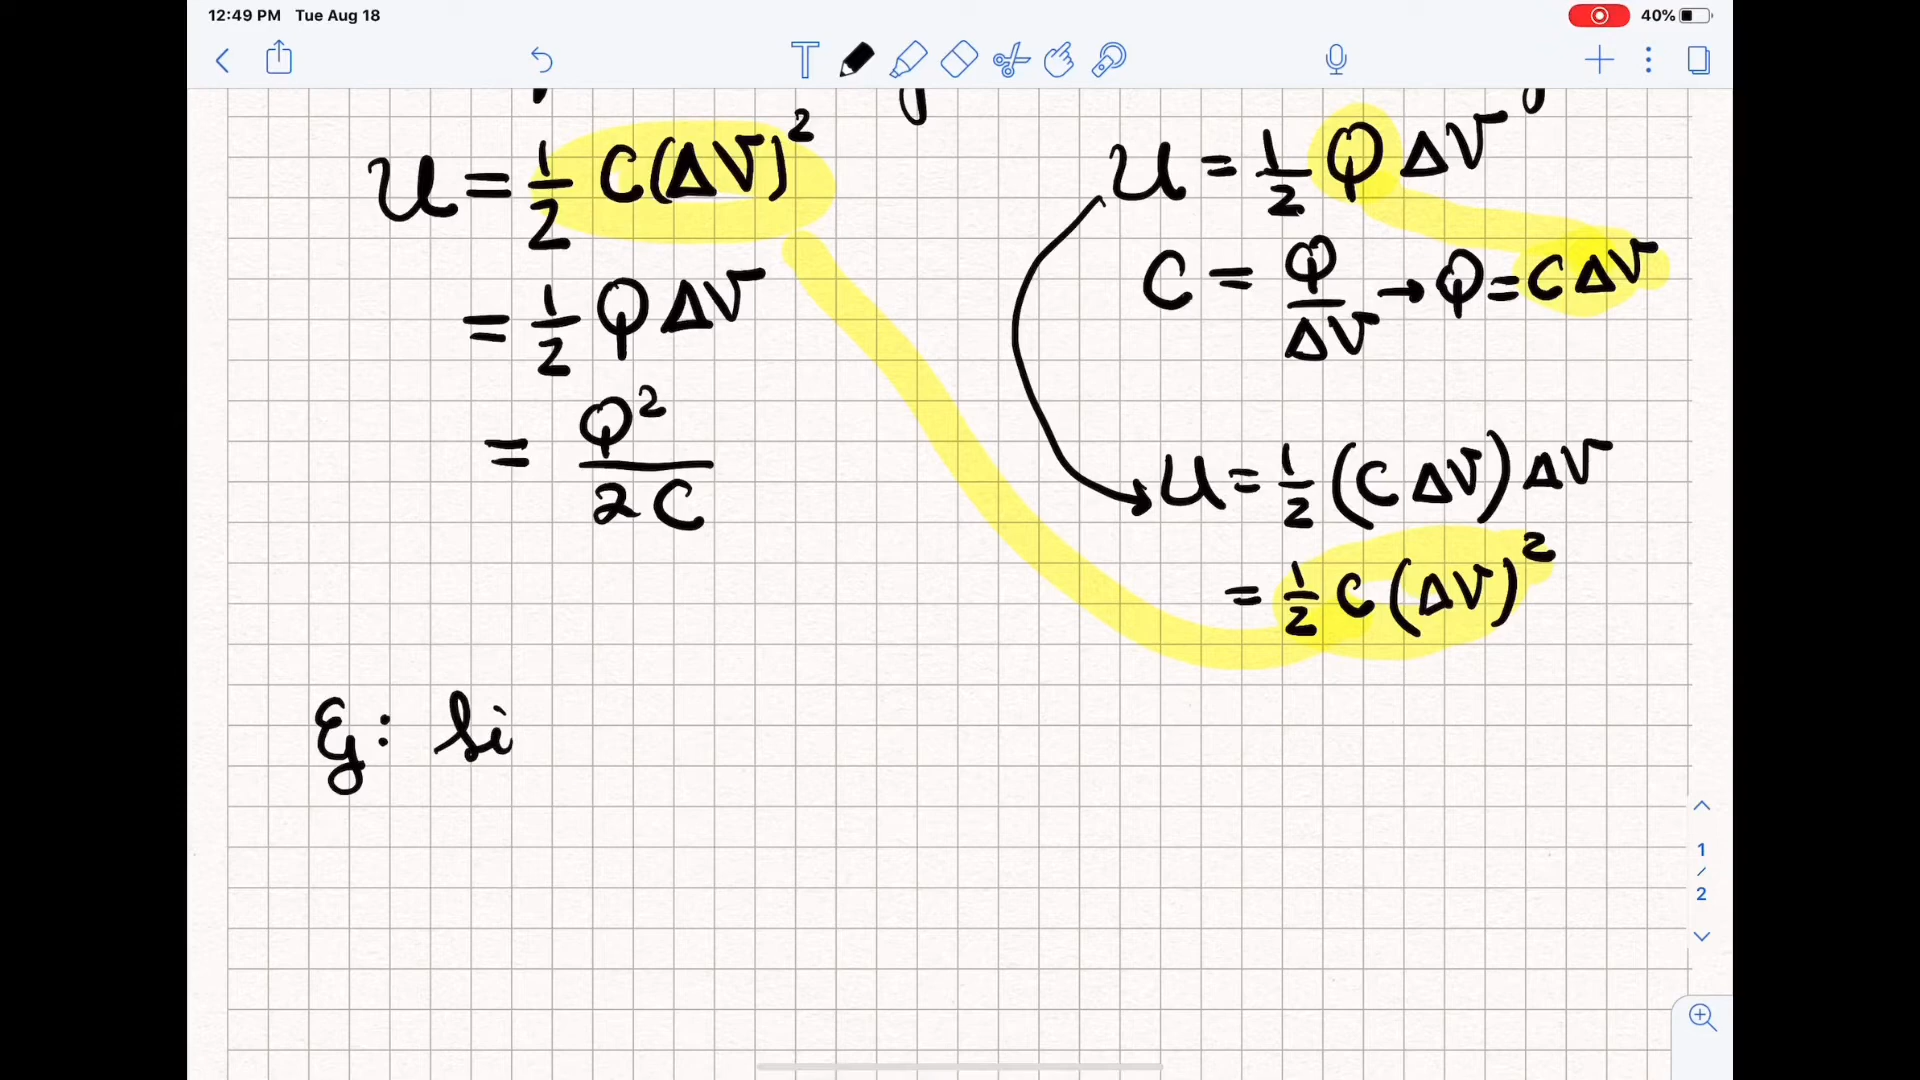 12:49 PM Tue Aug 18
40%
T
U = 1/2 C(ΔV)²
= 1/2 Q ΔV
= Q²/2C
U = 1/2 Q ΔV
C = Q/ΔV → Q = C ΔV
U = 1/2 (C ΔV) ΔV
= 1/2 C (ΔV)²
Eg: Si
1
/
2